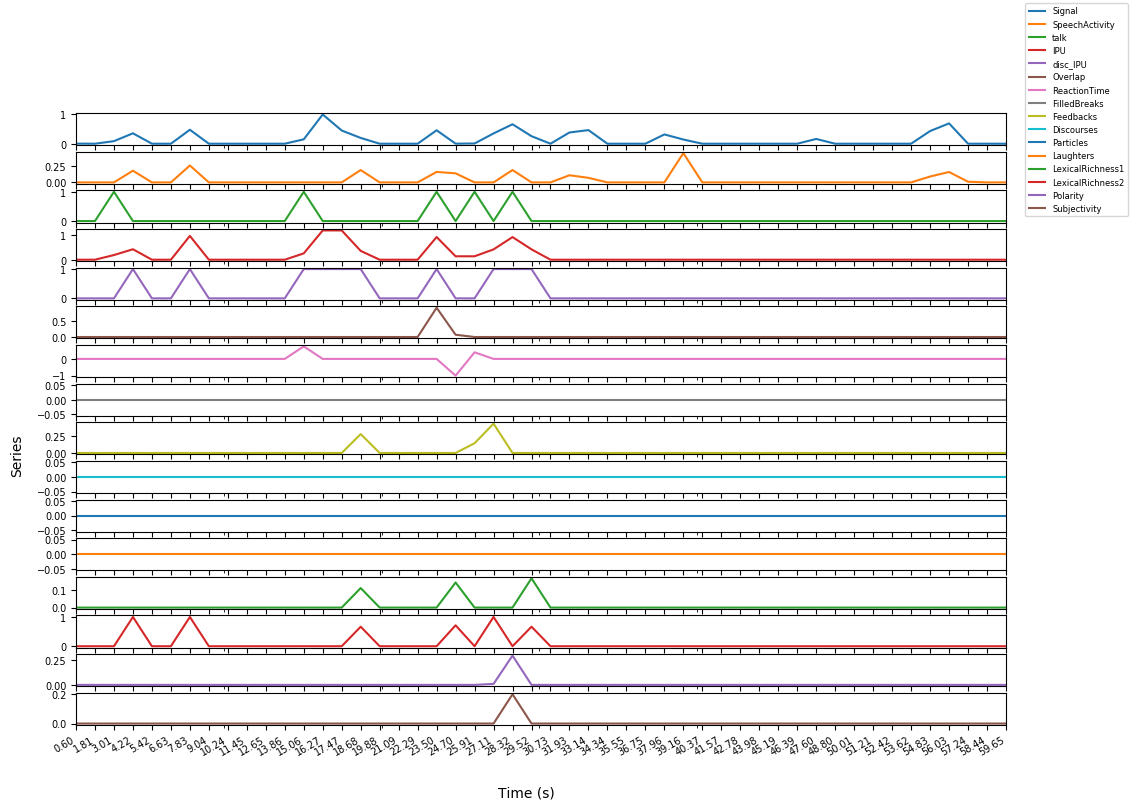 Signal
SpeechActivity
talk
IPU
disc_IPU
Overlap
ReactionTime
FilledBreaks
Feedbacks
Discourses
Particles
Laughters
LexicalRichness1
LexicalRichness2
Polarity
Subjectivity
1
0
0.25
0.00
1
0
1
0
1
0
0.5
0.0
0
−1
0.05
0.00
−0.05
0.25
0.00
0.05
0.00
−0.05
0.05
0.00
−0.05
0.05
0.00
−0.05
0.1
0.0
1
0
0.25
0.00
0.2
0.0
Series
0.60 1.81 3.01 4.22 5.42 6.63 7.83 9.04 10.24 11.45 12.65 13.86 15.06 16.27 17.47 18.68 19.88 21.09 22.29 23.50 24.70 25.91 27.11 28.32 29.52 30.73 31.93 33.14 34.34 35.55 36.75 37.95 39.16 40.37 41.57 42.78 43.98 45.19 46.39 47.60 48.80 50.01 51.21 52.42 53.62 54.83 56.03 57.24 58.44 59.65
Time (s)